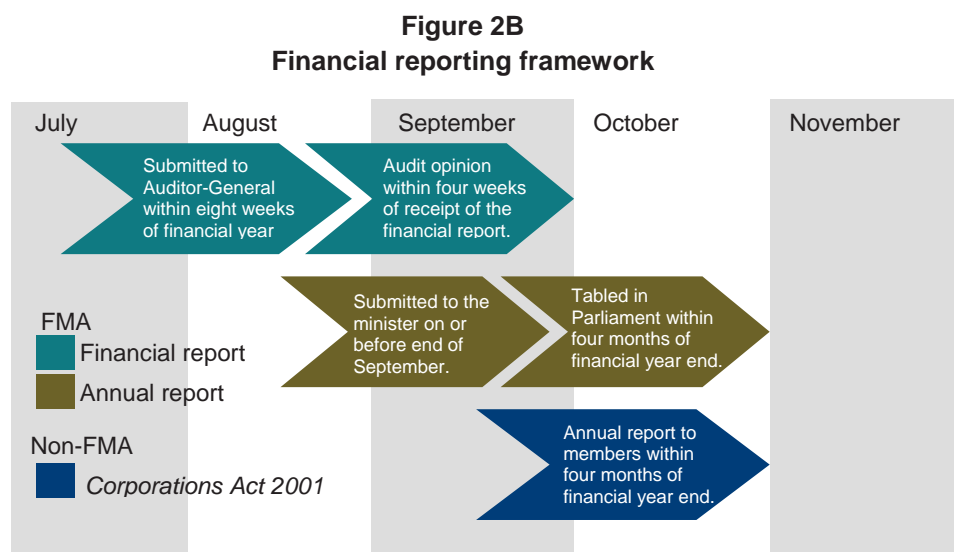 Figure 2B
Financial reporting framework
July August September October November
Submitted to
Auditor-General
within eight weeks
of financial year
Audit opinion
within four weeks
of receipt of the
financial report.
Submitted to the
minister on or
before end of
September.
Tabled in
Parliament within
four months of
financial year end.
FMA
Financial report
Annual report
Non-FMA
Corporations Act 2001
Annual report to
members within
four months of
financial year end.